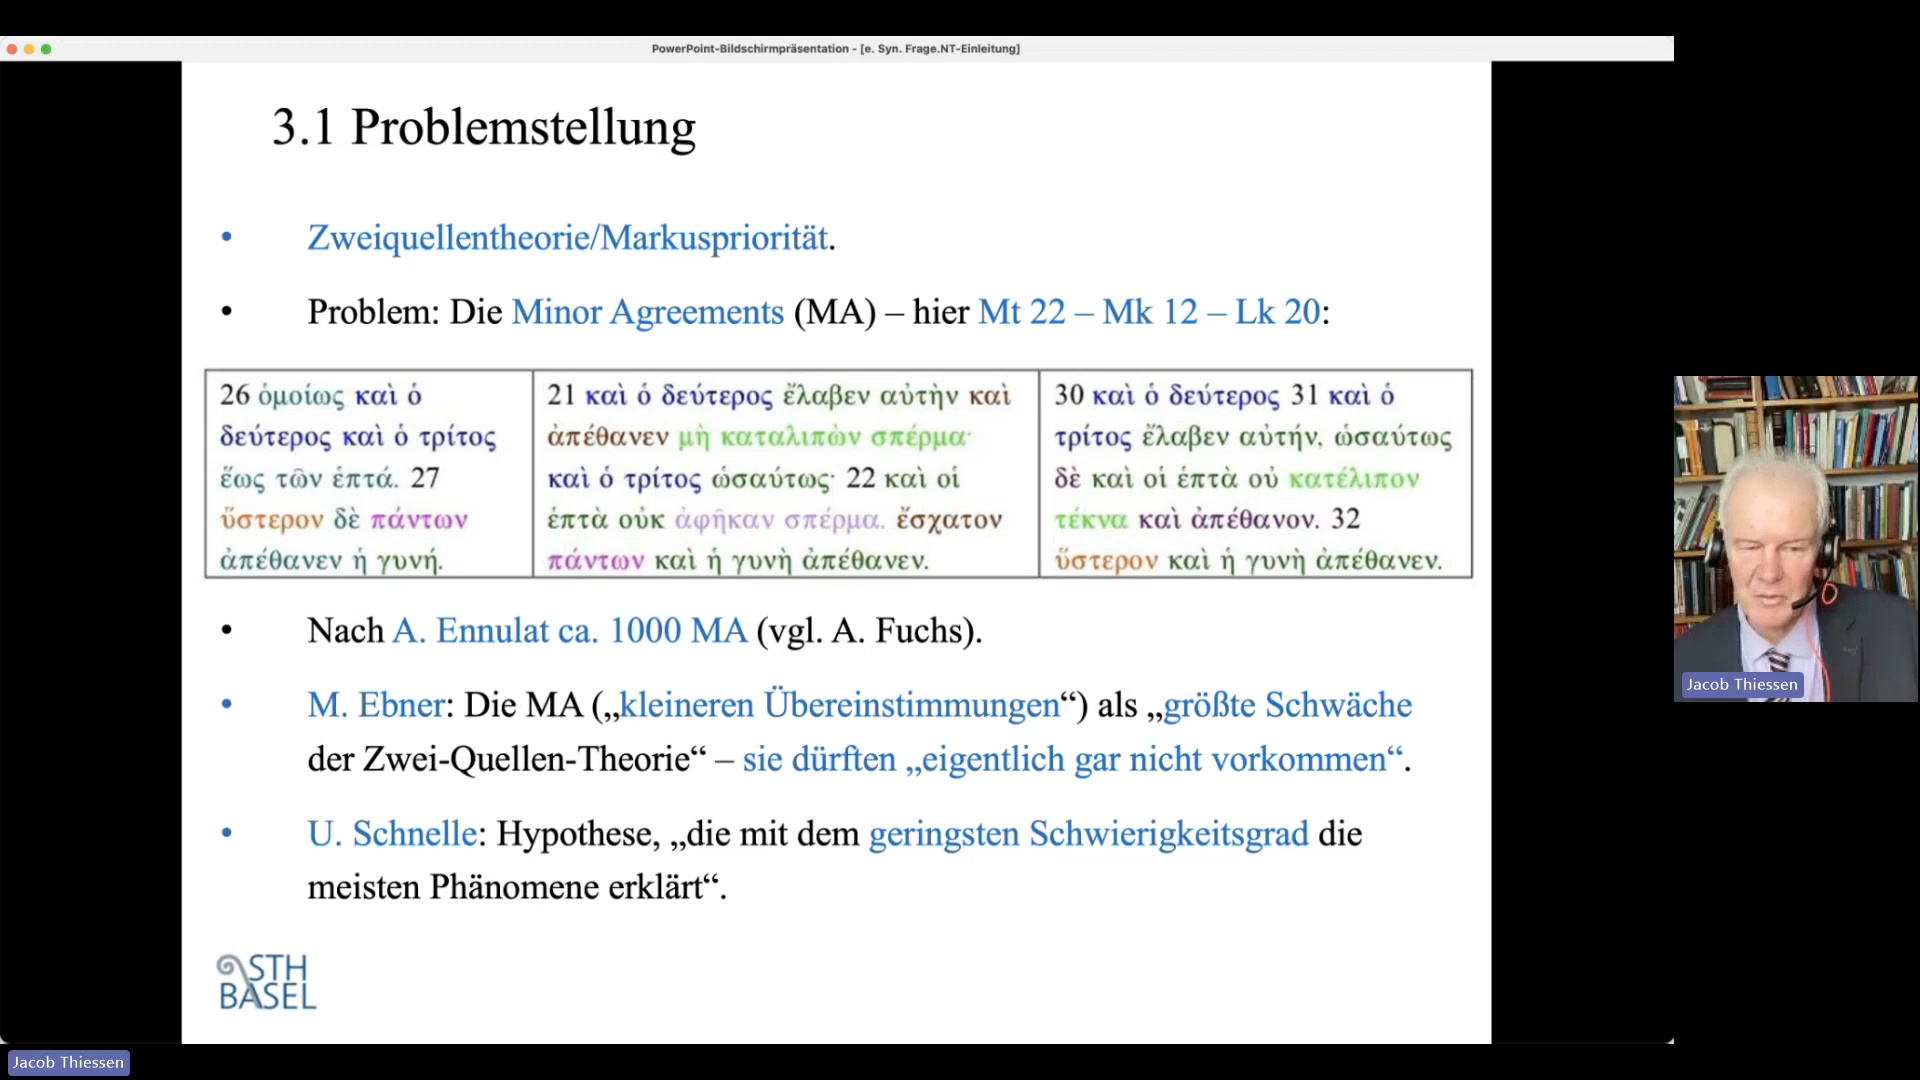 PowerPoint-Bildschirmpräsentation - [e. Syn. Frage.NT-Einleitung]
3.1 Problemstellung
• Zweiquellentheorie/Markuspriorität.
• Problem: Die Minor Agreements (MA) – hier Mt 22 – Mk 12 – Lk 20:
26 ὁμοίως καὶ ὁ
δεύτερος καὶ ὁ τρίτος
ἕως τῶν ἑπτά. 27
ὕστερον δὲ πάντων
ἀπέθανεν ἡ γυνή.
21 καὶ ὁ δεύτερος ἔλαβεν αὐτὴν καὶ
ἀπέθανεν μὴ καταλιπὼν σπέρμα·
καὶ ὁ τρίτος ὡσαύτως· 22 καὶ οἱ
ἑπτὰ οὐκ ἀφῆκαν σπέρμα. ἔσχατον
πάντων καὶ ἡ γυνὴ ἀπέθανεν.
30 καὶ ὁ δεύτερος 31 καὶ ὁ
τρίτος ἔλαβεν αὐτήν, ὡσαύτως
δὲ καὶ οἱ ἑπτὰ οὐ κατέλιπον
τέκνα καὶ ἀπέθανον. 32
ὕστερον καὶ ἡ γυνὴ ἀπέθανεν.
• Nach A. Ennulat ca. 1000 MA (vgl. A. Fuchs).
• M. Ebner: Die MA („kleineren Übereinstimmungen“) als „größte Schwäche
der Zwei-Quellen-Theorie“ – sie dürften „eigentlich gar nicht vorkommen“.
• U. Schnelle: Hypothese, „die mit dem geringsten Schwierigkeitsgrad die
meisten Phänomene erklärt“.
STH
BASEL
Jacob Thiessen
Jacob Thiessen